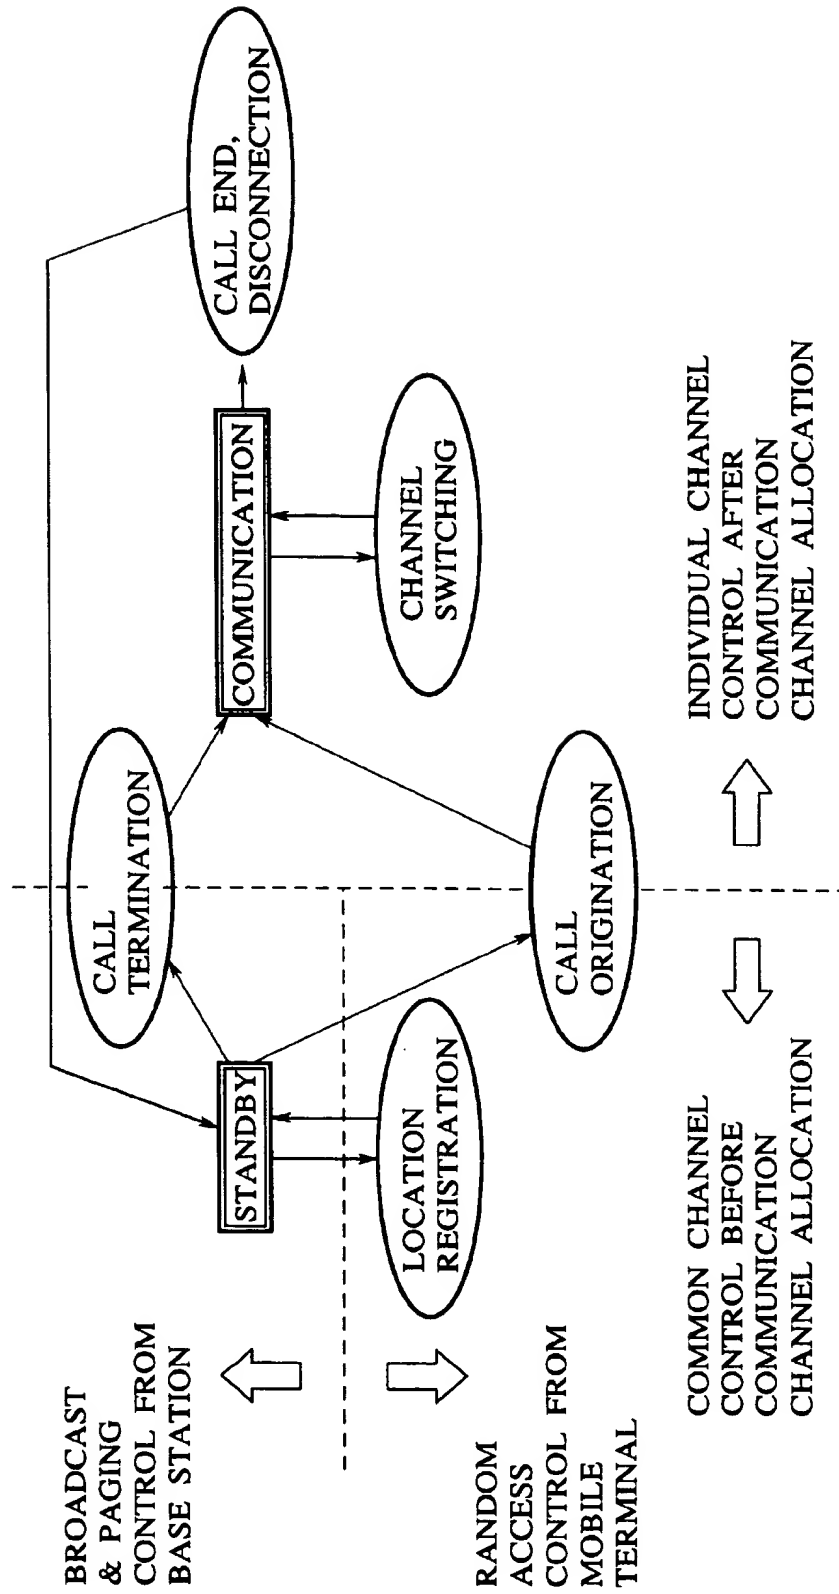 BROADCAST
& PAGING
CONTROL FROM
BASE STATION
RANDOM
ACCESS
CONTROL FROM
MOBILE
TERMINAL
STANDBY
LOCATION
REGISTRATION
CALL
TERMINATION
CALL
ORIGINATION
COMMUNICATION
CHANNEL
SWITCHING
CALL END,
DISCONNECTION
COMMON CHANNEL
CONTROL BEFORE
COMMUNICATION
CHANNEL ALLOCATION
INDIVIDUAL CHANNEL
CONTROL AFTER
COMMUNICATION
CHANNEL ALLOCATION